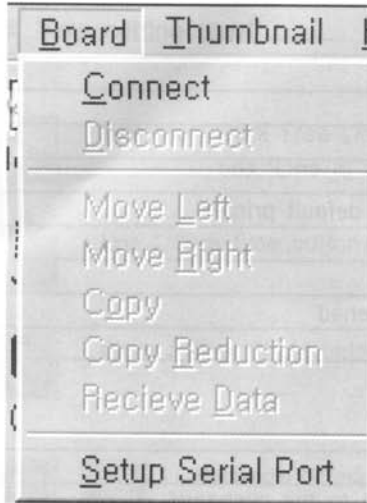 Board Thumbnail
Connect
Disconnect
Move Left
Move Right
Copy
Copy Reduction
Recieve Data
Setup Serial Port